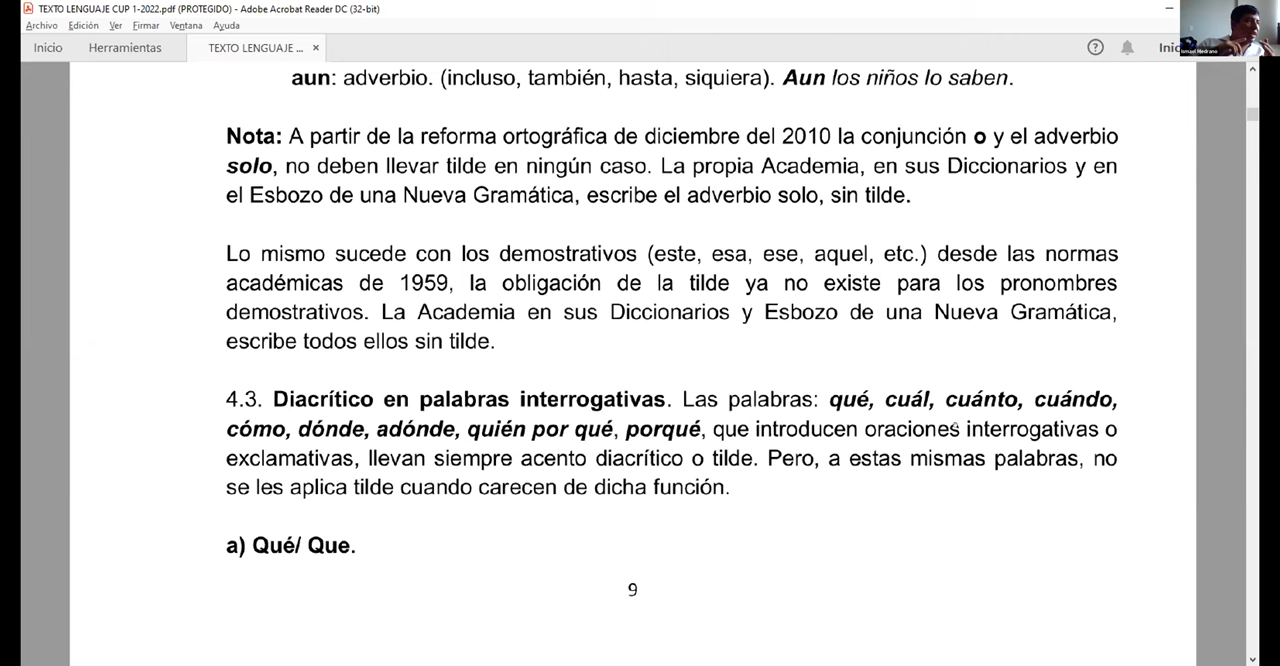 TEXTO LENGUAJE CUP 1-2022.pdf (PROTEGIDO) - Adobe Acrobat Reader DC (32-bit)
Archivo Edición Ver Firmar Ventana Ayuda
Inicio Herramientas TEXTO LENGUAJE ... × ? Inic
Ismael Medrano
aun: adverbio. (incluso, también, hasta, siquiera). Aun los niños lo saben.
Nota: A partir de la reforma ortográfica de diciembre del 2010 la conjunción o y el adverbio
solo, no deben llevar tilde en ningún caso. La propia Academia, en sus Diccionarios y en
el Esbozo de una Nueva Gramática, escribe el adverbio solo, sin tilde.
Lo mismo sucede con los demostrativos (este, esa, ese, aquel, etc.) desde las normas
académicas de 1959, la obligación de la tilde ya no existe para los pronombres
demostrativos. La Academia en sus Diccionarios y Esbozo de una Nueva Gramática,
escribe todos ellos sin tilde.
4.3. Diacrítico en palabras interrogativas. Las palabras: qué, cuál, cuánto, cuándo,
cómo, dónde, adónde, quién por qué, porqué, que introducen oraciones interrogativas o
exclamativas, llevan siempre acento diacrítico o tilde. Pero, a estas mismas palabras, no
se les aplica tilde cuando carecen de dicha función.
a) Qué/ Que.
9